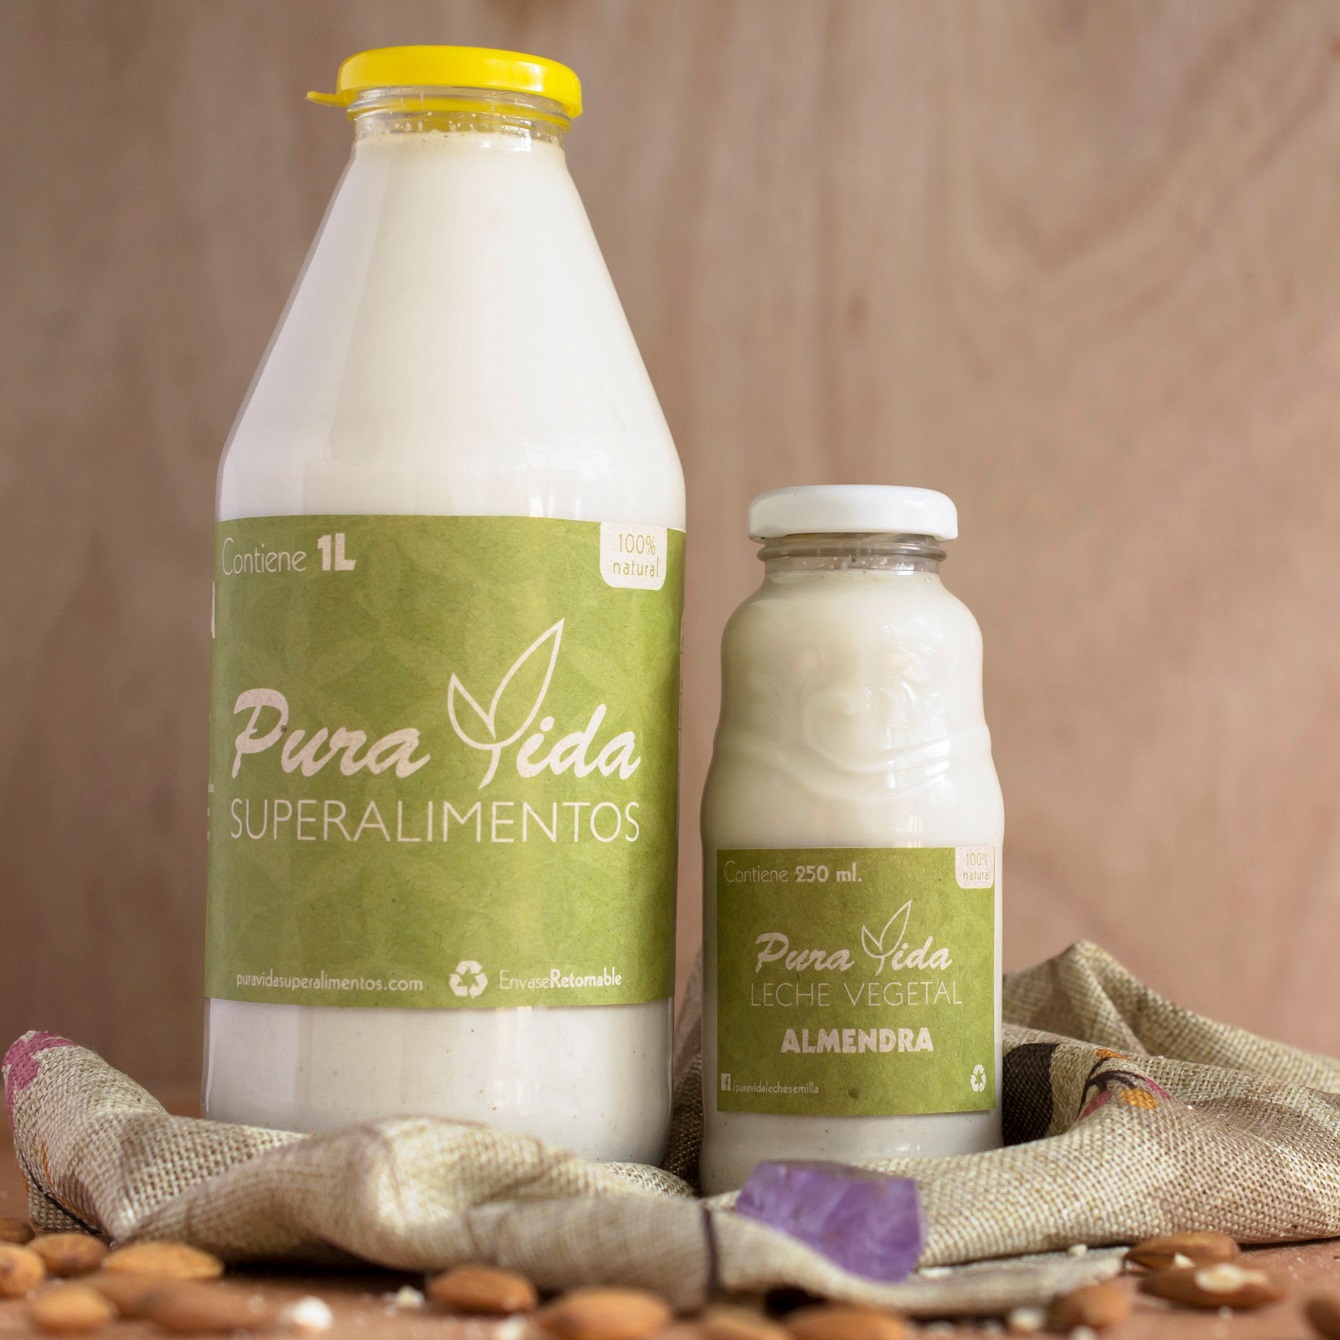 Contiene 1L
100%
natural
Pura Vida
SUPERALIMENTOS
puravidasuperalimentos.com
EnvaseRetornable
Contiene 250 ml.
100%
natural
Pura Vida
LECHE VEGETAL
ALMENDRA
/puravidalechesemilla